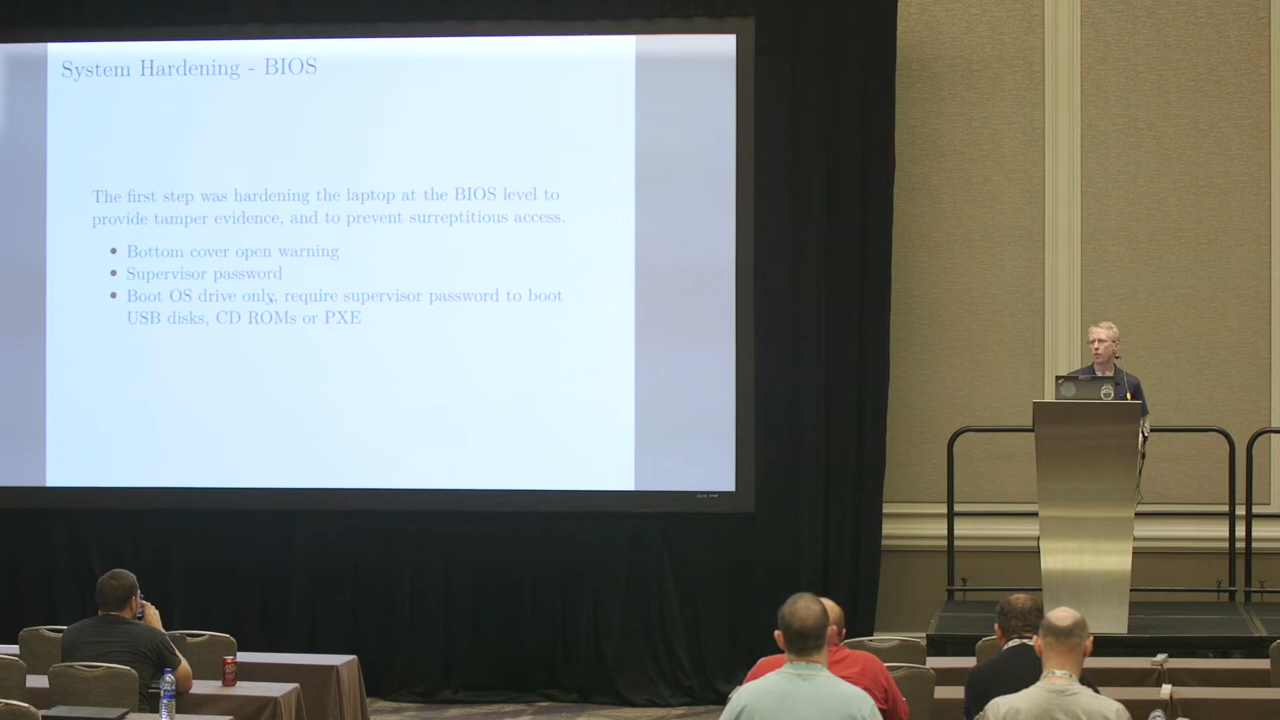 System Hardening - BIOS
The first step was hardening the laptop at the BIOS level to
provide tamper evidence, and to prevent surreptitious access.
• Bottom cover open warning
• Supervisor password
• Boot OS drive only, require supervisor password to boot
USB disks, CD ROMs or PXE